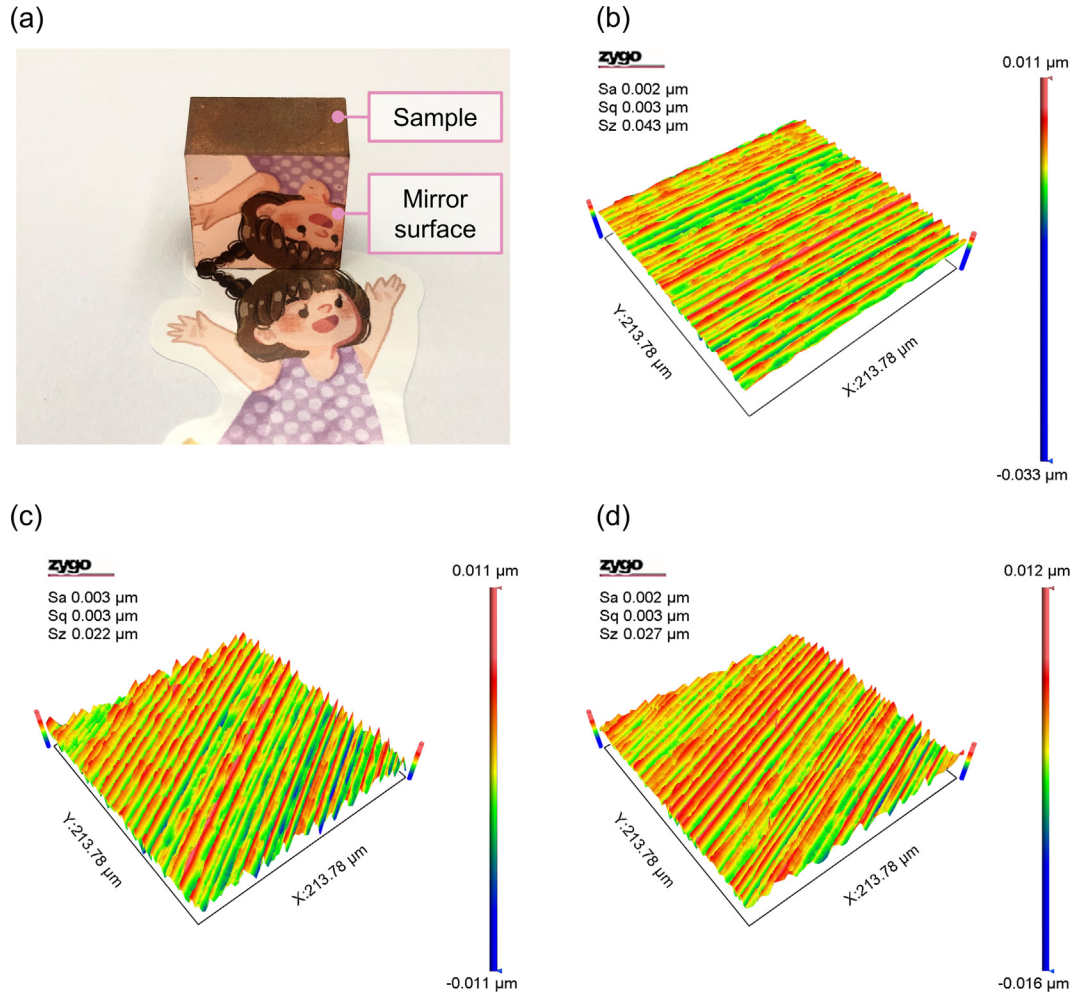 (a)
Sample
Mirror
surface
(b)
zygo
Sa 0.002 µm
Sq 0.003 µm
Sz 0.043 µm
0.011 µm
Y:213.78 µm
X:213.78 µm
-0.033 µm
(c)
zygo
Sa 0.003 µm
Sq 0.003 µm
Sz 0.022 µm
0.011 µm
Y:213.78 µm
X:213.78 µm
-0.011 µm
(d)
zygo
Sa 0.002 µm
Sq 0.003 µm
Sz 0.027 µm
0.012 µm
Y:213.78 µm
X:213.78 µm
-0.016 µm